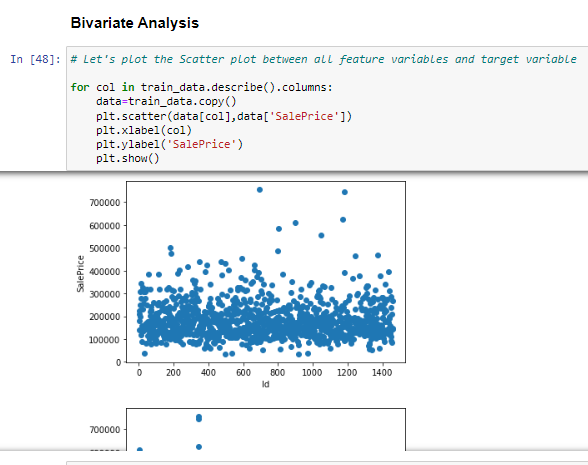 Bivariate Analysis
In [48]: # Let's plot the Scatter plot between all feature variables and target variable
for col in train_data.describe().columns:
data=train_data.copy()
plt.scatter(data[col],data['SalePrice'])
plt.xlabel(col)
plt.ylabel('SalePrice')
plt.show()
700000
600000
500000
400000
300000
200000
100000
0
SalePrice
0 200 400 600 800 1000 1200 1400
Id
700000